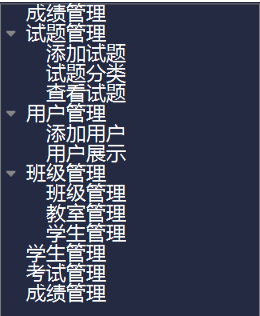 成绩管理
试题管理
添加试题
试题分类
查看试题
用户管理
添加用户
用户展示
班级管理
班级管理
教室管理
学生管理
学生管理
考试管理
成绩管理